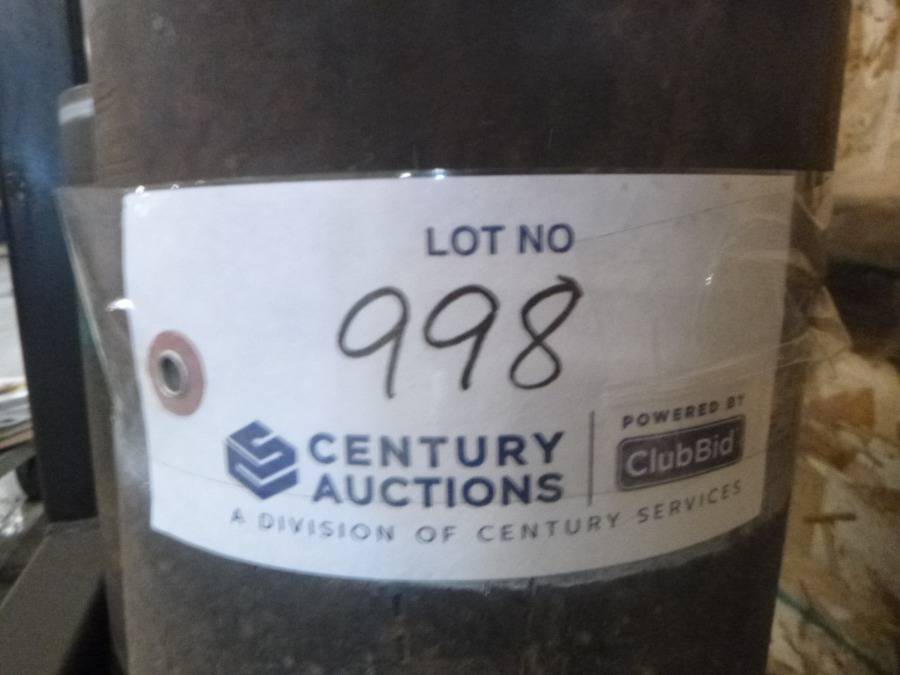 LOT NO
998
CENTURY
AUCTIONS
POWERED BY
ClubBid
A DIVISION OF CENTURY SERVICES